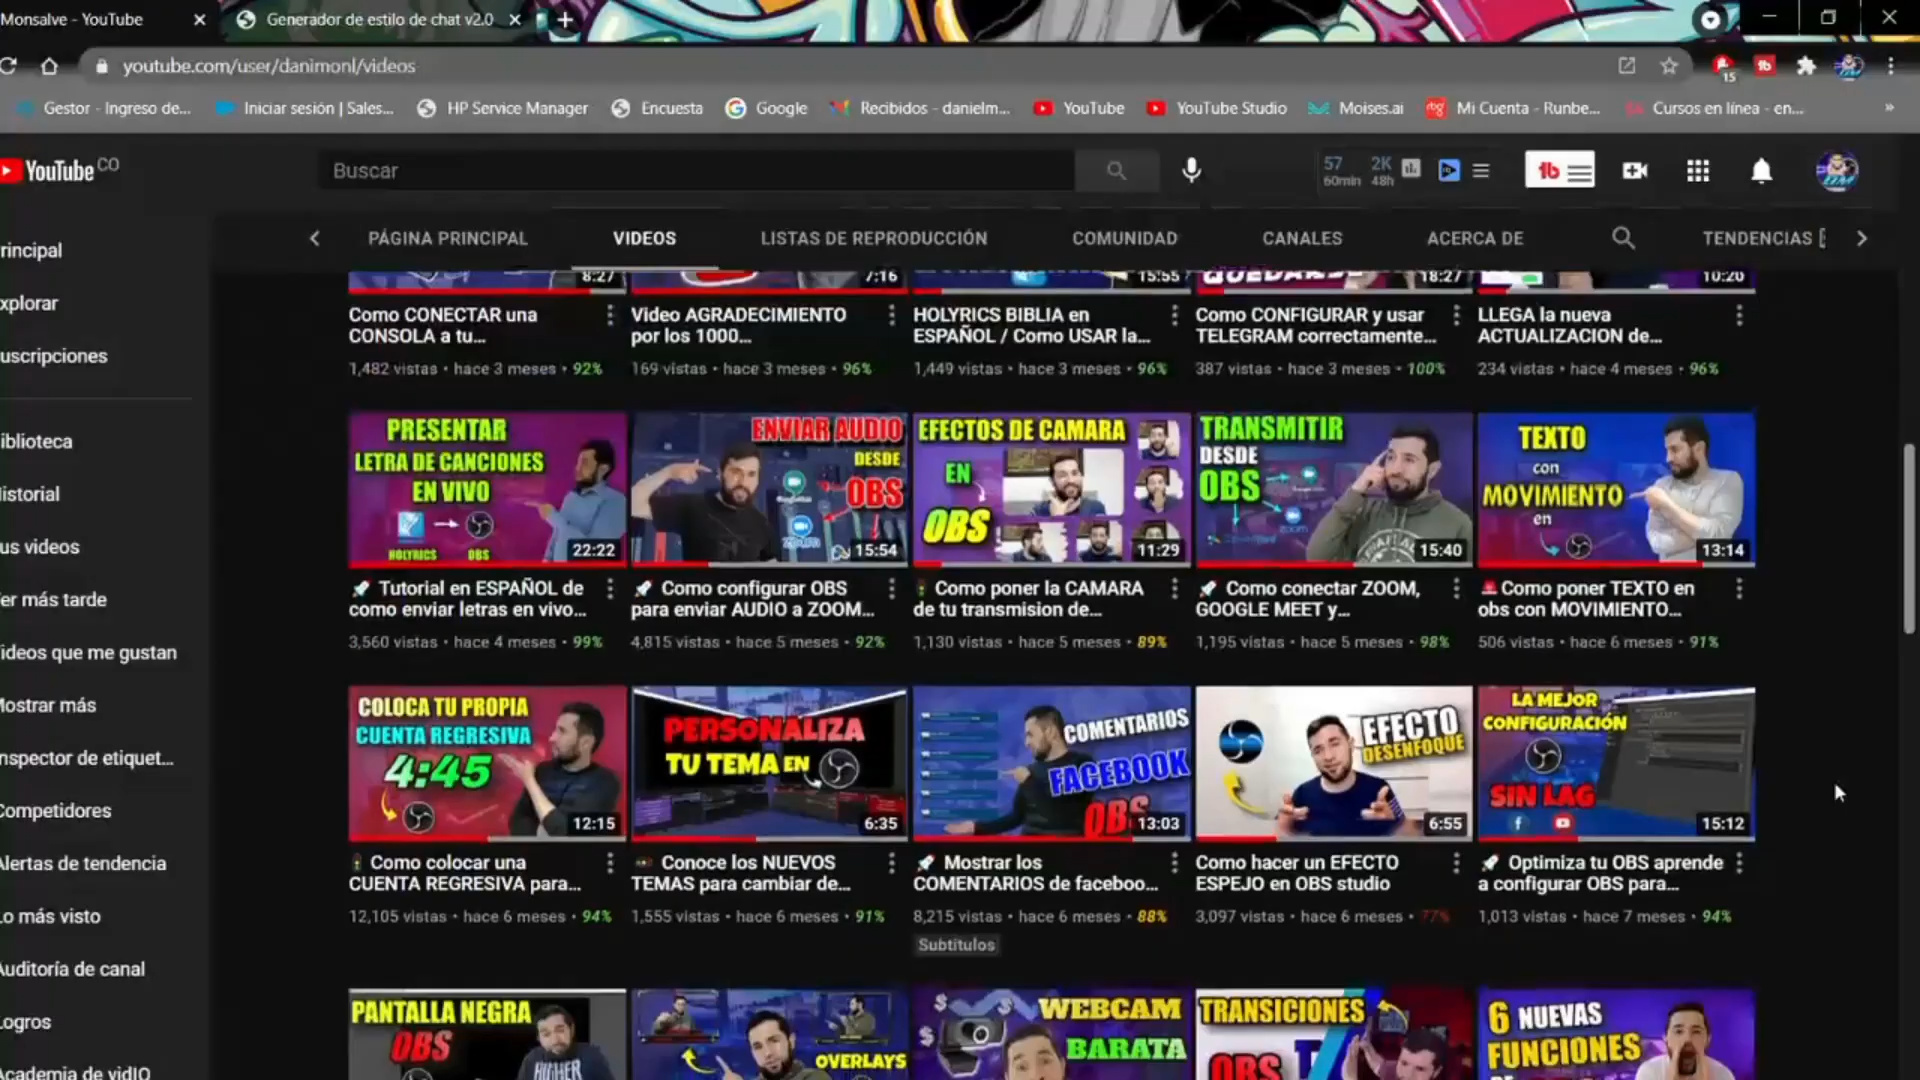 Monsalve - YouTube
Generador de estilo de chat v2.0
youtube.com/user/danimonl/videos
15
Gestor - Ingreso de...
Iniciar sesión | Sales...
HP Service Manager
Encuesta
Google
Recibidos - danielm...
YouTube
YouTube Studio
Moises.ai
Mi Cuenta - Runbe...
Cursos en línea - en...
YouTube CO
Buscar
57
60min
2K
48h
PÁGINA PRINCIPAL
VIDEOS
LISTAS DE REPRODUCCIÓN
COMUNIDAD
CANALES
ACERCA DE
TENDENCIAS
rincipal
xplorar
uscripciones
iblioteca
istorial
us videos
er más tarde
ideos que me gustan
Mostrar más
nspector de etiquet...
Competidores
Alertas de tendencia
Lo más visto
Auditoría de canal
Logros
Academia de vidIQ
8:27
7:16
15:55
QUEDARSE
18:27
10:20
Como CONECTAR una
CONSOLA a tu...
1,482 vistas • hace 3 meses • 92%
Video AGRADECIMIENTO
por los 1000...
169 vistas • hace 3 meses • 96%
HOLYRICS BIBLIA en
ESPAÑOL / Como USAR la...
1,449 vistas • hace 3 meses • 96%
Como CONFIGURAR y usar
TELEGRAM correctamente...
387 vistas • hace 3 meses • 100%
LLEGA la nueva
ACTUALIZACION de...
234 vistas • hace 4 meses • 96%
PRESENTAR
LETRA DE CANCIONES
EN VIVO
HOLYRICS OBS
22:22
ENVIAR AUDIO
DESDE
OBS
15:54
EFECTOS DE CAMARA
EN
OBS
11:29
TRANSMITIR
DESDE
OBS
zoom
15:40
TEXTO
con
MOVIMIENTO
en
13:14
Tutorial en ESPAÑOL de
como enviar letras en vivo...
3,560 vistas • hace 4 meses • 99%
Como configurar OBS
para enviar AUDIO a ZOOM...
4,815 vistas • hace 5 meses • 92%
Como poner la CAMARA
de tu transmision de...
1,130 vistas • hace 5 meses • 89%
Como conectar ZOOM,
GOOGLE MEET y...
1,195 vistas • hace 5 meses • 98%
Como poner TEXTO en
obs con MOVIMIENTO...
506 vistas • hace 6 meses • 91%
COLOCA TU PROPIA
CUENTA REGRESIVA
4:45
12:15
PERSONALIZA
TU TEMA EN
6:35
COMENTARIOS
FACEBOOK
OBS
13:03
EFECTO
DESENFOQUE
6:55
LA MEJOR
CONFIGURACIÓN
SIN LAG
15:12
Como colocar una
CUENTA REGRESIVA para...
12,105 vistas • hace 6 meses • 94%
Conoce los NUEVOS
TEMAS para cambiar de...
1,555 vistas • hace 6 meses • 91%
Mostrar los
COMENTARIOS de faceboo...
8,215 vistas • hace 6 meses • 88%
Subtítulos
Como hacer un EFECTO
ESPEJO en OBS studio
3,097 vistas • hace 6 meses • 77%
Optimiza tu OBS aprende
a configurar OBS para...
1,013 vistas • hace 7 meses • 94%
PANTALLA NEGRA
OBS
OVERLAYS
WEBCAM
BARATA
TRANSICIONES
OBS
6 NUEVAS
FUNCIONES